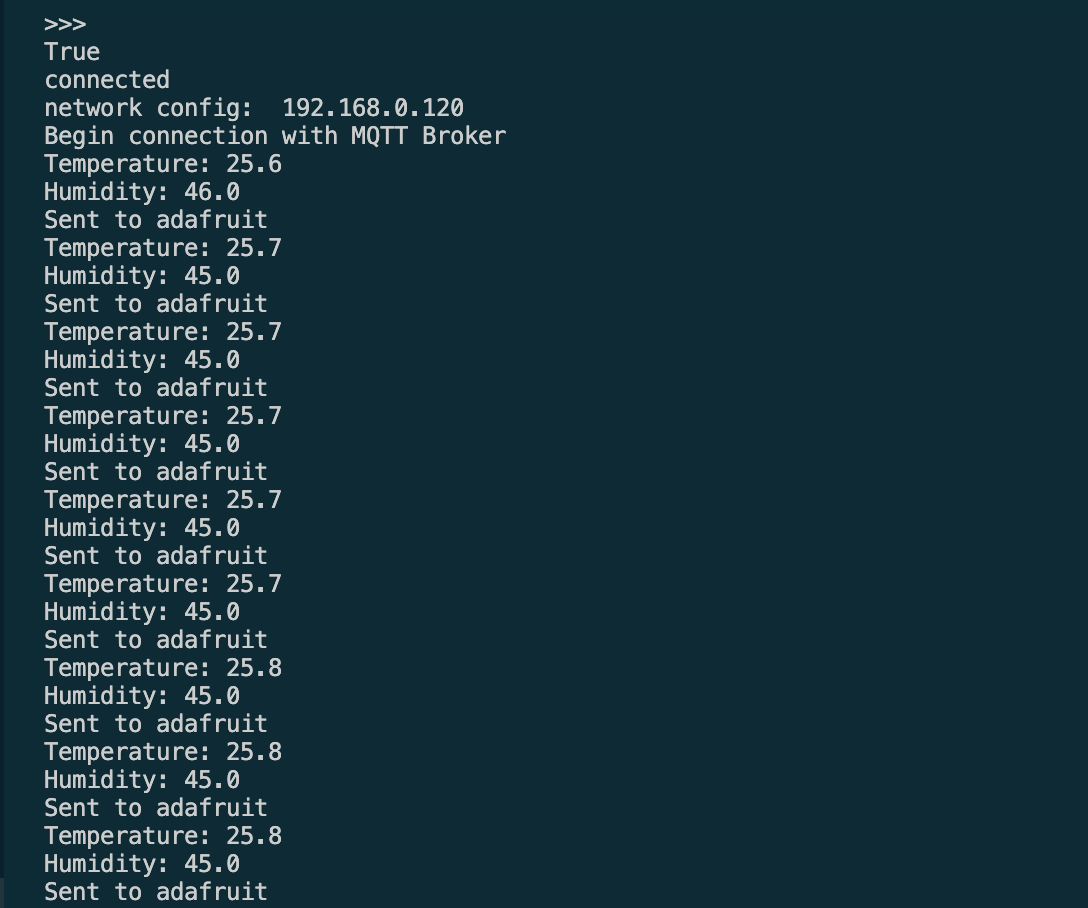 >>>
True
connected
network config:  192.168.0.120
Begin connection with MQTT Broker
Temperature: 25.6
Humidity: 46.0
Sent to adafruit
Temperature: 25.7
Humidity: 45.0
Sent to adafruit
Temperature: 25.7
Humidity: 45.0
Sent to adafruit
Temperature: 25.7
Humidity: 45.0
Sent to adafruit
Temperature: 25.7
Humidity: 45.0
Sent to adafruit
Temperature: 25.7
Humidity: 45.0
Sent to adafruit
Temperature: 25.8
Humidity: 45.0
Sent to adafruit
Temperature: 25.8
Humidity: 45.0
Sent to adafruit
Temperature: 25.8
Humidity: 45.0
Sent to adafruit